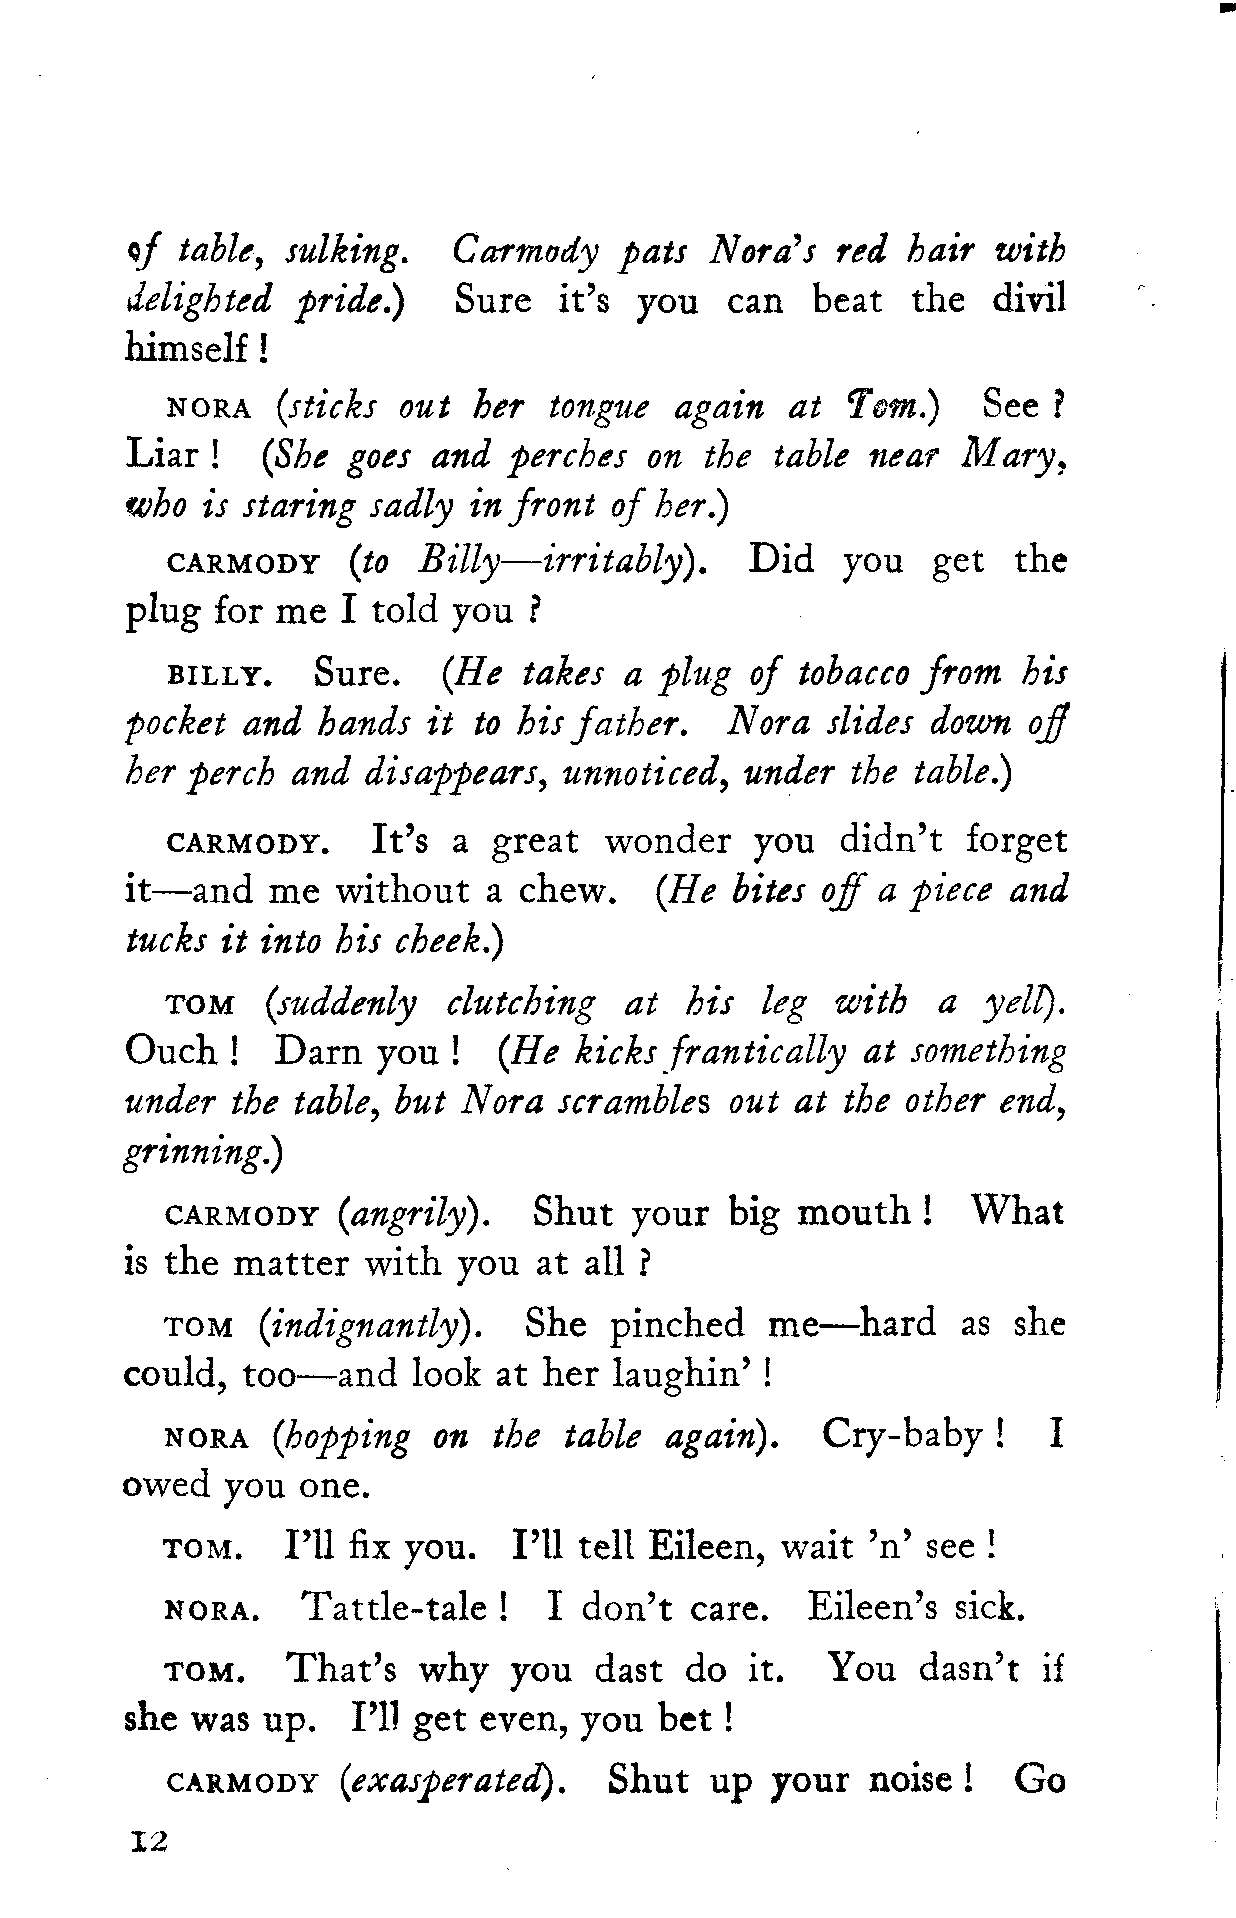 of table, sulking. Carmody pats Nora's red hair with
delighted pride.) Sure it's you can beat the divil
himself !
NORA (sticks out her tongue again at Tom.) See ?
Liar ! (She goes and perches on the table near Mary,
who is staring sadly in front of her.)
CARMODY (to Billy—irritably). Did you get the
plug for me I told you ?
BILLY. Sure. (He takes a plug of tobacco from his
pocket and hands it to his father. Nora slides down off
her perch and disappears, unnoticed, under the table.)
CARMODY. It's a great wonder you didn't forget
it—and me without a chew. (He bites off a piece and
tucks it into his cheek.)
TOM (suddenly clutching at his leg with a yell).
Ouch ! Darn you ! (He kicks frantically at something
under the table, but Nora scrambles out at the other end,
grinning.)
CARMODY (angrily). Shut your big mouth ! What
is the matter with you at all ?
TOM (indignantly). She pinched me—hard as she
could, too—and look at her laughin' !
NORA (hopping on the table again). Cry-baby ! I
owed you one.
TOM. I'll fix you. I'll tell Eileen, wait 'n' see !
NORA. Tattle-tale ! I don't care. Eileen's sick.
TOM. That's why you dast do it. You dasn't if
she was up. I'll get even, you bet !
CARMODY (exasperated). Shut up your noise ! Go
12